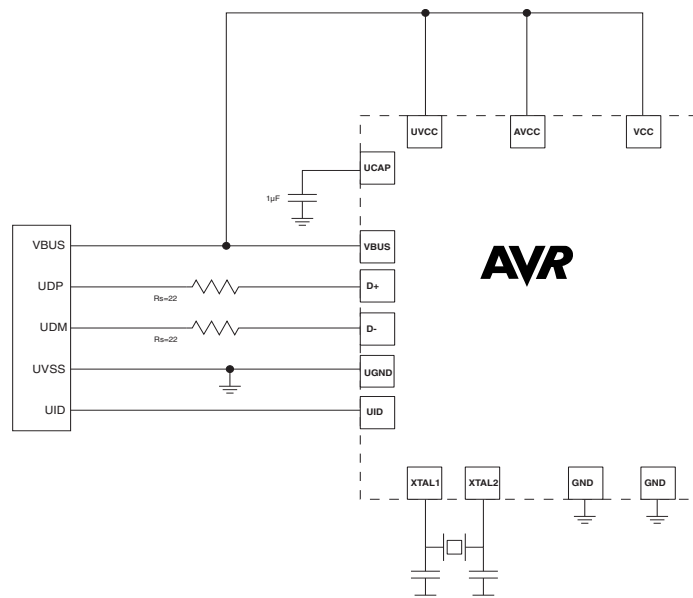 UVCC
AVCC
VCC
UCAP
1µF
VBUS
VBUS
AVR
UDP
Rs=22
D+
UDM
Rs=22
D-
UVSS
UGND
UID
UID
XTAL1
XTAL2
GND
GND